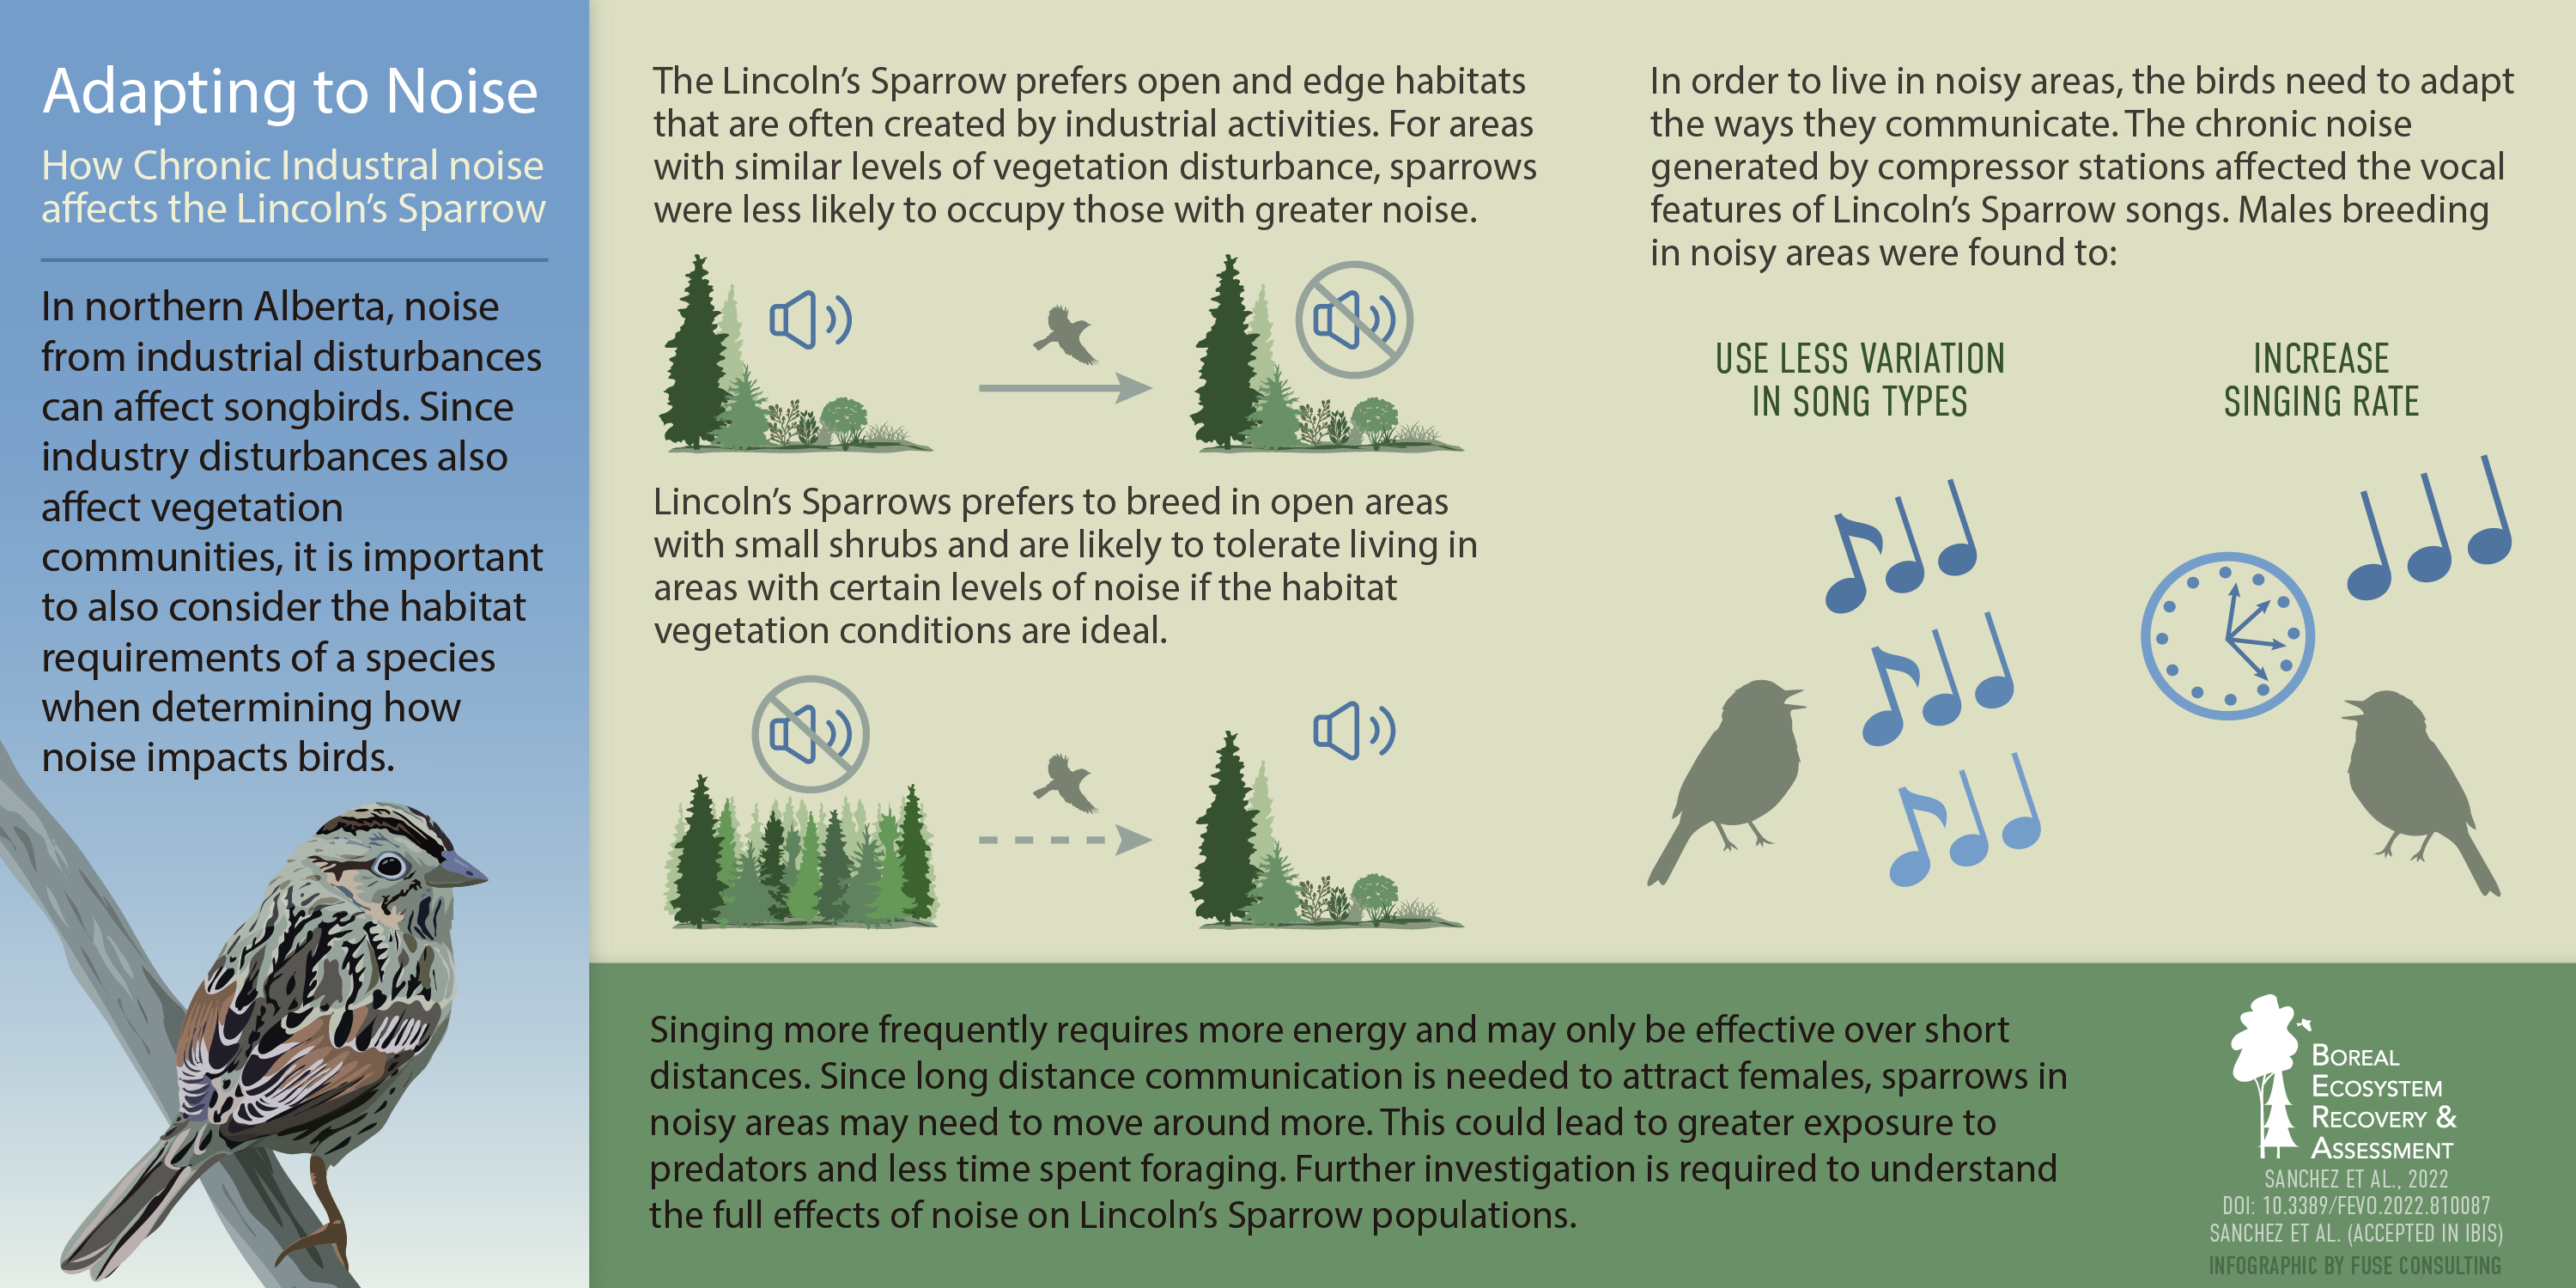 Adapting to Noise
How Chronic Industral noise
affects the Lincoln's Sparrow
In northern Alberta, noise
from industrial disturbances
can affect songbirds. Since
industry disturbances also
affect vegetation
communities, it is important
to also consider the habitat
requirements of a species
when determining how
noise impacts birds.
The Lincoln's Sparrow prefers open and edge habitats
that are often created by industrial activities. For areas
with similar levels of vegetation disturbance, sparrows
were less likely to occupy those with greater noise.
Lincoln's Sparrows prefers to breed in open areas
with small shrubs and are likely to tolerate living in
areas with certain levels of noise if the habitat
vegetation conditions are ideal.
In order to live in noisy areas, the birds need to adapt
the ways they communicate. The chronic noise
generated by compressor stations affected the vocal
features of Lincoln's Sparrow songs. Males breeding
in noisy areas were found to:
USE LESS VARIATION
IN SONG TYPES
INCREASE
SINGING RATE
Singing more frequently requires more energy and may only be effective over short
distances. Since long distance communication is needed to attract females, sparrows in
noisy areas may need to move around more. This could lead to greater exposure to
predators and less time spent foraging. Further investigation is required to understand
the full effects of noise on Lincoln's Sparrow populations.
BOREAL
ECOSYSTEM
RECOVERY &
ASSESSMENT
SANCHEZ ET AL., 2022
DOI: 10.3389/FEVO.2022.810087
SANCHEZ ET AL. (ACCEPTED IN IBIS)
INFOGRAPHIC BY FUSE CONSULTING